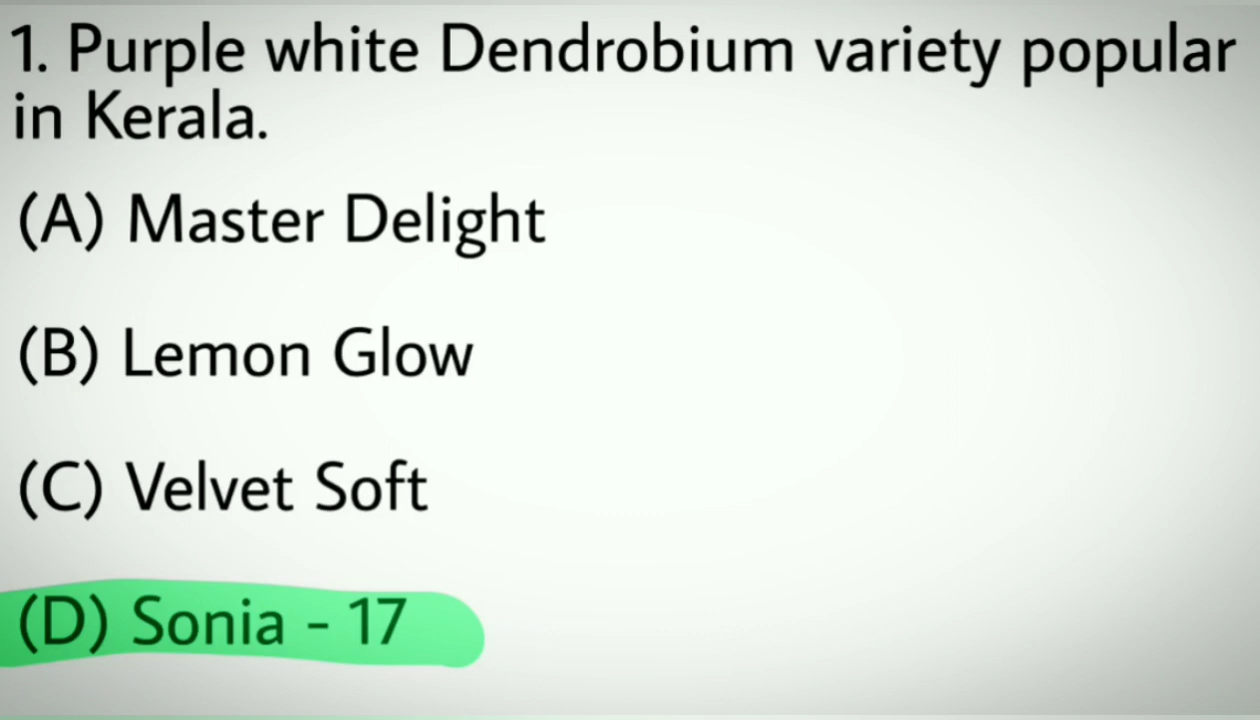 1. Purple white Dendrobium variety popular
in Kerala.
(A) Master Delight
(B) Lemon Glow
(C) Velvet Soft
(D) Sonia - 17